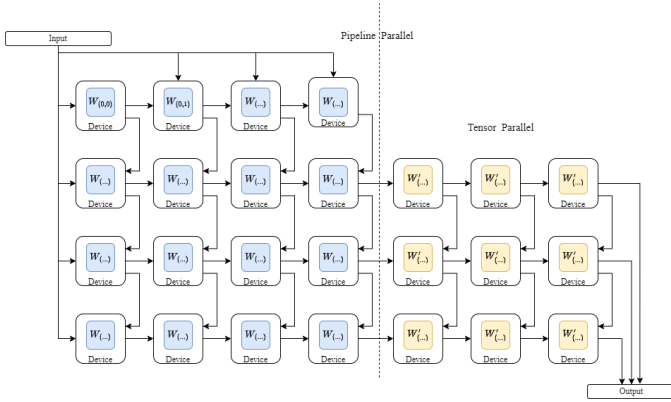 Input
Pipeline Parallel
W(0,0) W(0,1) W(...) W(...)
Device Device Device Device
Tensor Parallel
W(...) W(...) W(...) W(...) W'(...) W'(...) W'(...)
Device Device Device Device Device Device Device
W(...) W(...) W(...) W(...) W'(...) W'(...) W'(...)
Device Device Device Device Device Device Device
W(...) W(...) W(...) W(...) W'(...) W'(...) W'(...)
Device Device Device Device Device Device Device
Output